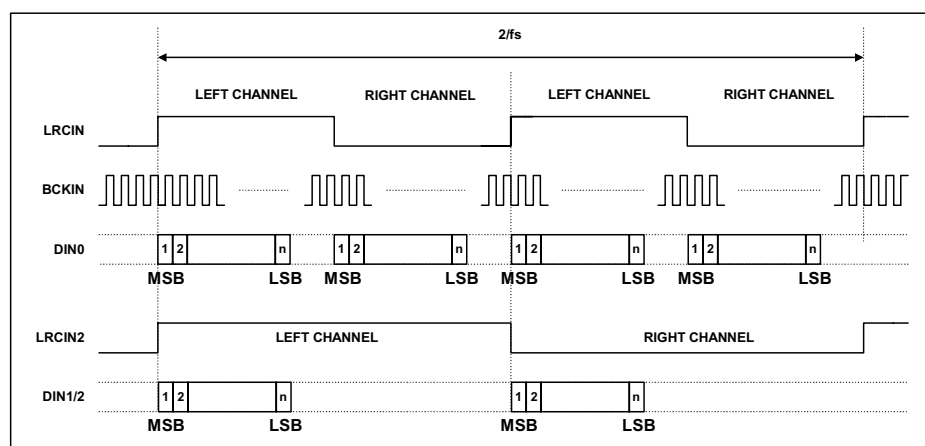 2/fs
LEFT CHANNEL RIGHT CHANNEL LEFT CHANNEL RIGHT CHANNEL
LRCIN
BCKIN
DIN0 1 2 n 1 2 n 1 2 n 1 2 n
MSB LSB MSB LSB MSB LSB MSB LSB
LRCIN2 LEFT CHANNEL RIGHT CHANNEL
DIN1/2 1 2 n 1 2 n
MSB LSB MSB LSB